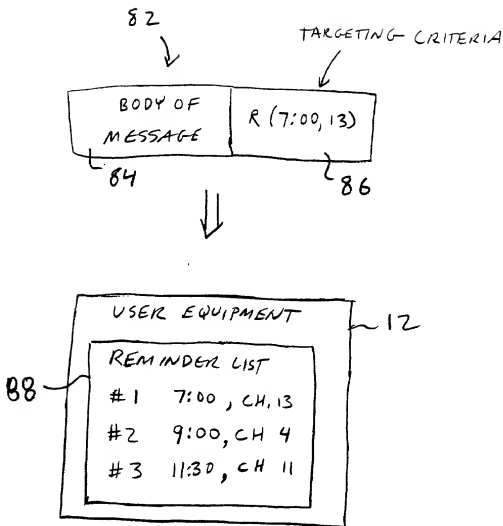 82
TARGETING CRITERIA
BODY OF
MESSAGE
R (7:00, 13)
84
86
USER EQUIPMENT
12
88
REMINDER LIST
#1 7:00, CH. 13
#2 9:00, CH 4
#3 11:30, CH 11